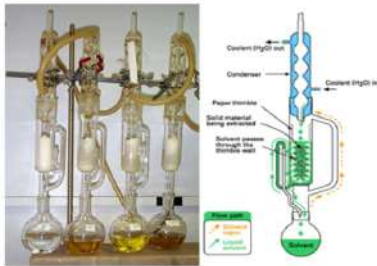 Coolant (H₂O) out
Condenser
Coolant (H₂O) in
Paper thimble
Solid material
being extracted
Solvent passes
through the
thimble wall
Flow path
Solvent
vapor
Liquid
solvent
Solvent